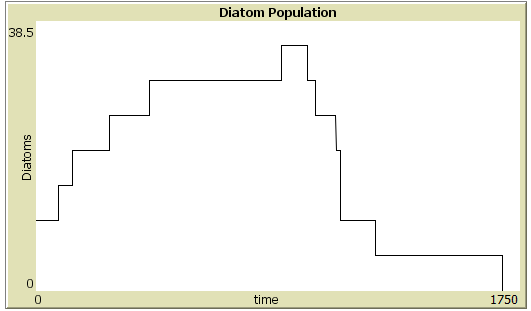 Diatom Population
38.5
Diatoms
0
0 time 1750